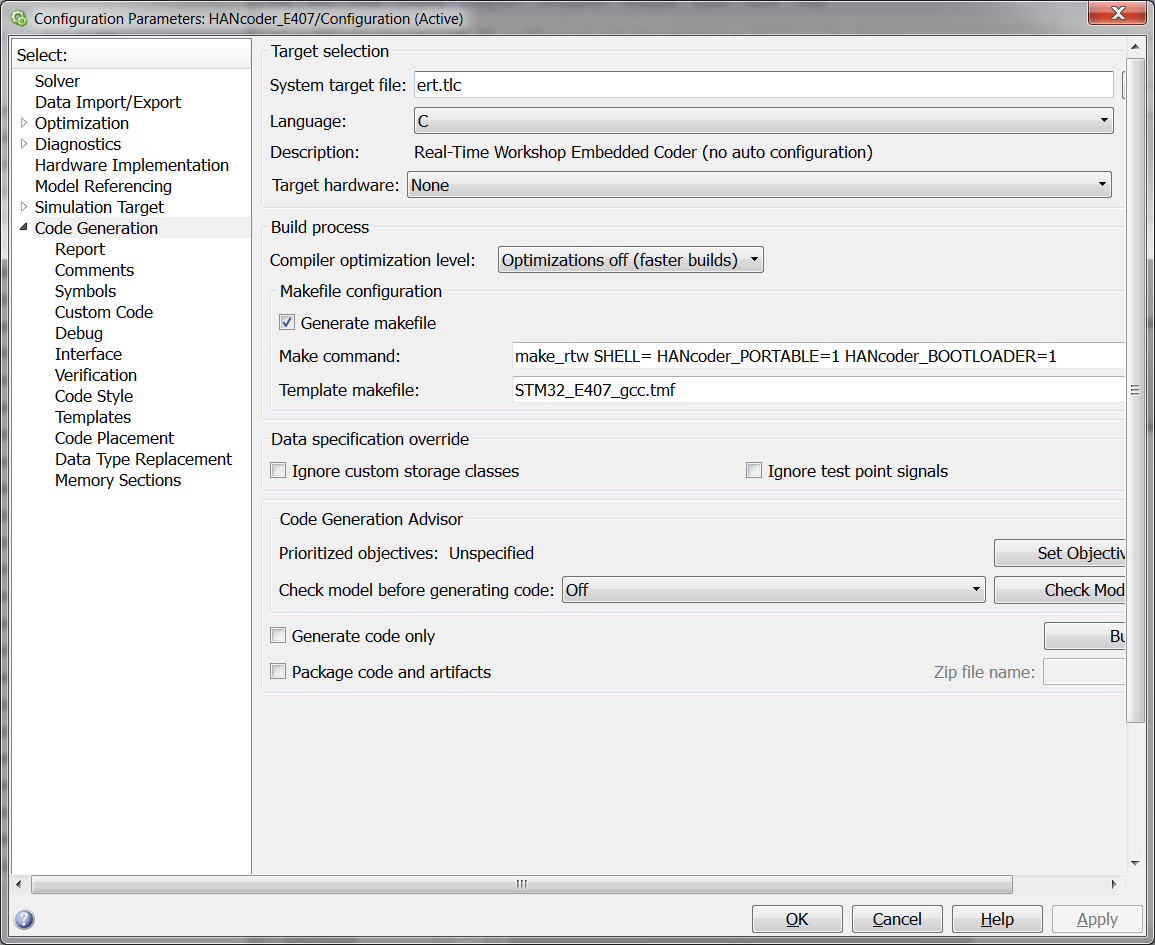 Configuration Parameters: HANcoder_E407/Configuration (Active)
Select:
Solver
Data Import/Export
Optimization
Diagnostics
Hardware Implementation
Model Referencing
Simulation Target
Code Generation
Report
Comments
Symbols
Custom Code
Debug
Interface
Verification
Code Style
Templates
Code Placement
Data Type Replacement
Memory Sections
Target selection
System target file: ert.tlc
Language: C
Description: Real-Time Workshop Embedded Coder (no auto configuration)
Target hardware: None
Build process
Compiler optimization level: Optimizations off (faster builds)
Makefile configuration
Generate makefile
Make command: make_rtw SHELL= HANcoder_PORTABLE=1 HANcoder_BOOTLOADER=1
Template makefile: STM32_E407_gcc.tmf
Data specification override
Ignore custom storage classes Ignore test point signals
Code Generation Advisor
Prioritized objectives: Unspecified Set Objectiv
Check model before generating code: Off Check Mod
Generate code only Bu
Package code and artifacts Zip file name:
OK Cancel Help Apply